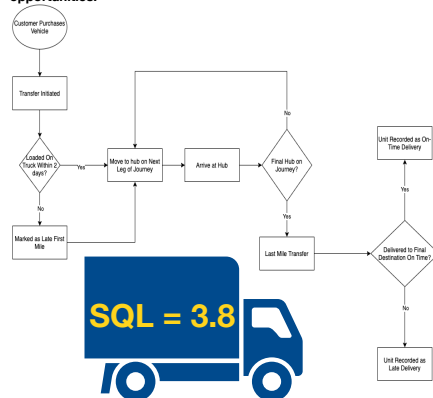 opportunities.
Customer Purchases
Vehicle
Transfer Initiated
Loaded On
Truck Within 2
days?
Yes
No
Marked as Late First
Mile
Move to hub on Next
Leg of Journey
Arrive at Hub
Final Hub on
Journey?
No
Yes
Last Mile Transfer
Delivered to Final
Destination On Time?
Yes
Unit Recorded as On-
Time Delivery
No
Unit Recorded as
Late Delivery
SQL = 3.8